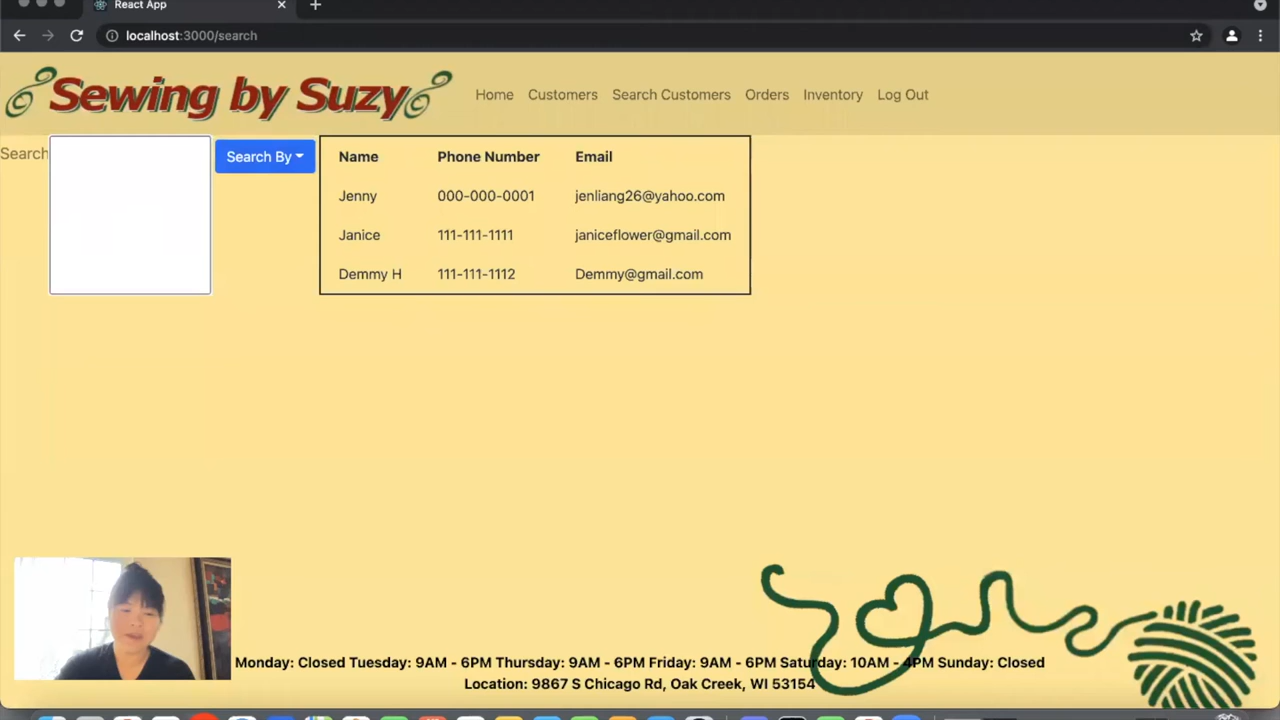 React App
localhost:3000/search
Sewing by Suzy
Home Customers Search Customers Orders Inventory Log Out
Search
Search By
Name Phone Number Email
Jenny 000-000-0001 jenliang26@yahoo.com
Janice 111-111-1111 janiceflower@gmail.com
Demmy H 111-111-1112 Demmy@gmail.com
Monday: Closed Tuesday: 9AM - 6PM Thursday: 9AM - 6PM Friday: 9AM - 6PM Saturday: 10AM - 4PM Sunday: Closed
Location: 9867 S Chicago Rd, Oak Creek, WI 53154